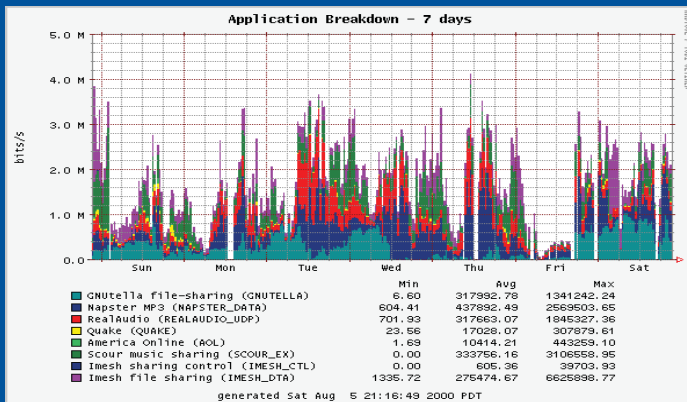 Application Breakdown - 7 days
5.0 M
4.0 M
3.0 M
2.0 M
1.0 M
0.0
bits/s
Sun Mon Tue Wed Thu Fri Sat
Min Avg Max
GNUtella file-sharing (GNUTELLA) 6.60 317992.78 1341242.24
Napster MP3 (NAPSTER_DATA) 604.41 437892.49 2569503.65
RealAudio (REALAUDIO_UDP) 701.93 317663.07 1845327.36
Quake (QUAKE) 23.56 17028.07 307879.61
America Online (AOL) 1.69 10414.21 443259.10
Scour music sharing (SCOUR_EX) 0.00 333756.16 3106558.95
Imesh sharing control (IMESH_CTL) 0.00 605.36 39703.93
Imesh file sharing (IMESH_DTA) 1335.72 275474.67 6625898.77
generated Sat Aug 5 21:16:49 2000 PDT